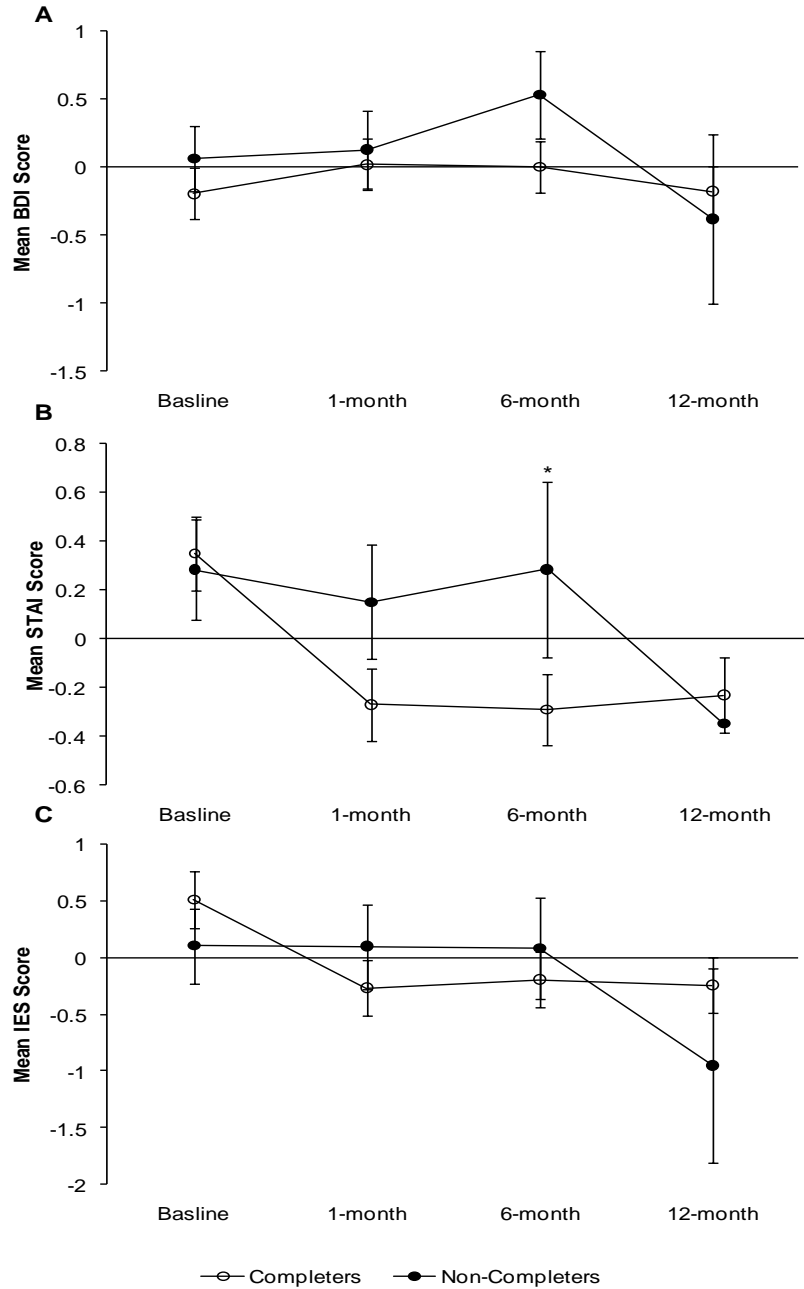 A
1
0.5
0
-0.5
-1
-1.5
Mean BDI Score
Basline 1-month 6-month 12-month
B
0.8
0.6
0.4
0.2
0
-0.2
-0.4
-0.6
Mean STAI Score
*
Basline 1-month 6-month 12-month
C
1
0.5
0
-0.5
-1
-1.5
-2
Mean IES Score
Basline 1-month 6-month 12-month
Completers Non-Completers